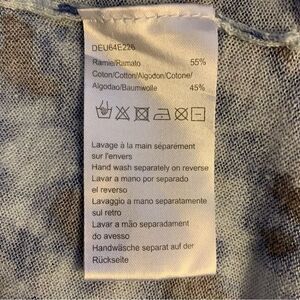 DEU64E226
Ramie/Ramato 55%
Coton/Cotton/Algodon/Cotone/
Algodao/Baumwolle 45%
Lavage à la main séparement
sur l'envers
Hand wash separately on reverse
Lavar a mano por separado
el reverso
Lavaggio a mano separatamente
sul retro
Lavar a mão separadament
do avesso
Handwäsche separat auf der
Rückseite